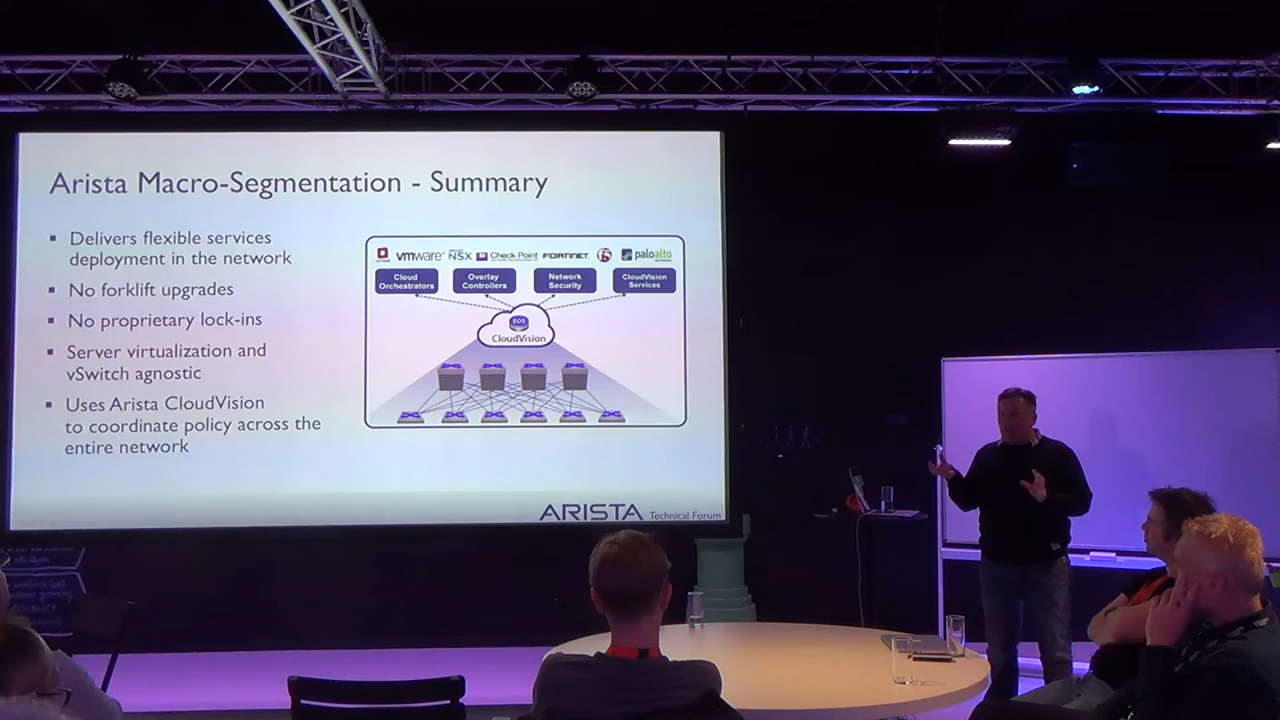 Arista Macro-Segmentation - Summary
▪ Delivers flexible services
deployment in the network
▪ No forklift upgrades
▪ No proprietary lock-ins
▪ Server virtualization and
vSwitch agnostic
▪ Uses Arista CloudVision
to coordinate policy across the
entire network
vmware NSX Check Point FORTINET paloalto
Cloud
Orchestrators
Overlay
Controllers
Network
Security
CloudVision
Services
EOS
CloudVision
ARISTA Technical Forum